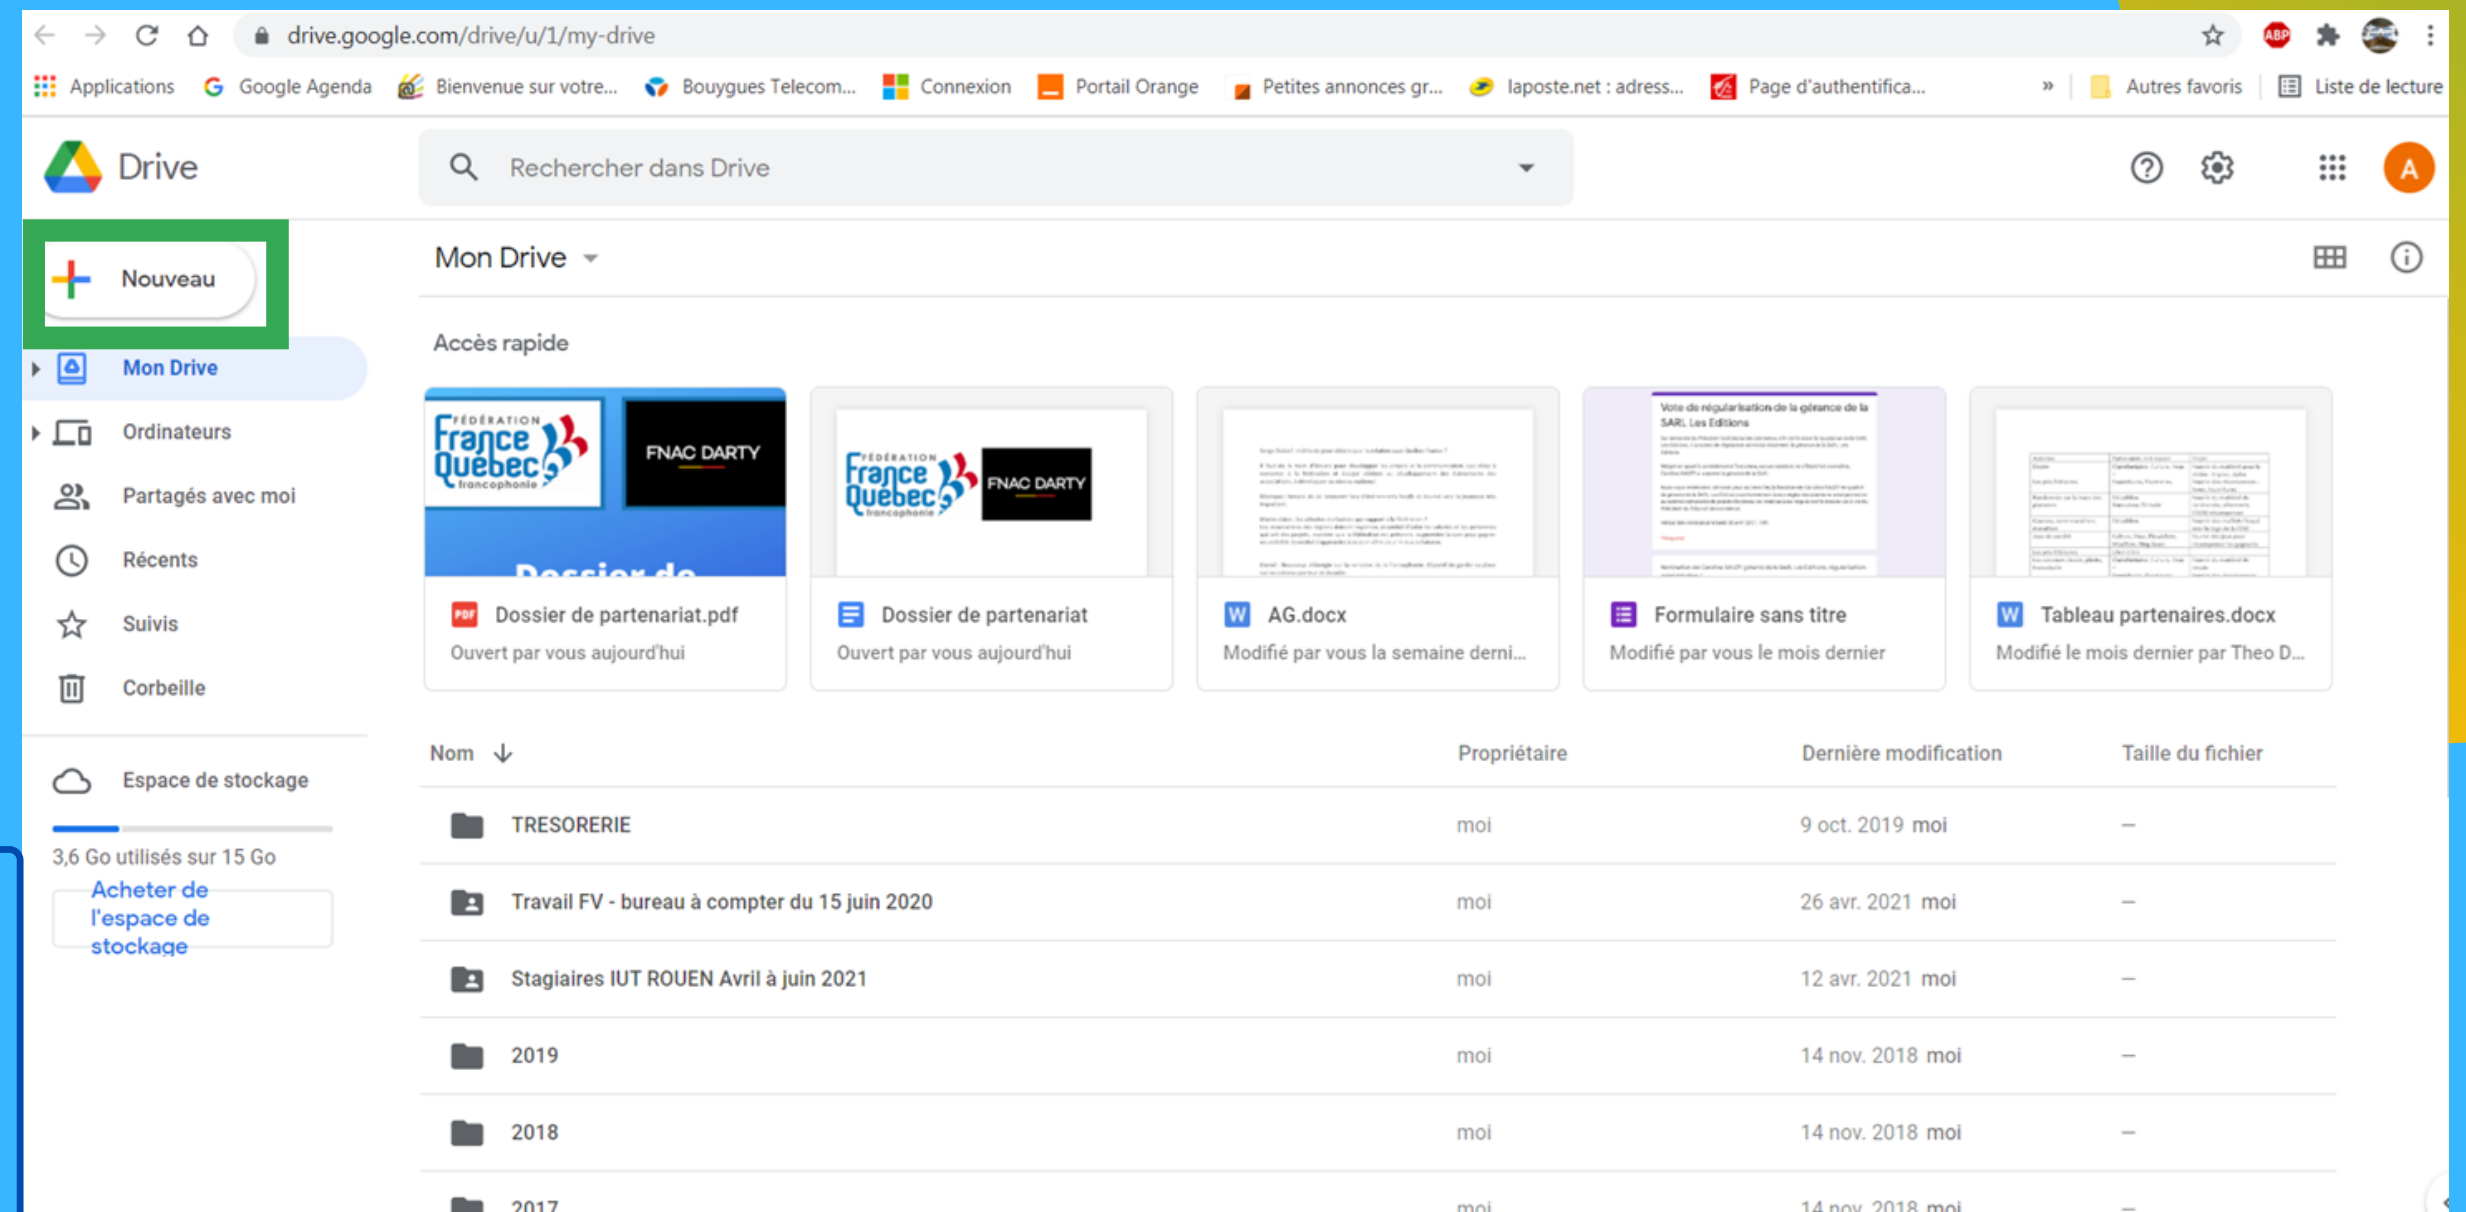 drive.google.com/drive/u/1/my-drive
ABP
Applications
Google Agenda
Bienvenue sur votre...
Bouygues Telecom...
Connexion
Portail Orange
Petites annonces gr...
laposte.net : adress...
Page d'authentifica...
»
Autres favoris
Liste de lecture
Drive
Rechercher dans Drive
A
Nouveau
Mon Drive
Ordinateurs
Partagés avec moi
Récents
Suivis
Corbeille
Espace de stockage
3,6 Go utilisés sur 15 Go
Acheter de
l'espace de
stockage
Mon Drive
Accès rapide
FÉDÉRATION
France
Québec
francophonie
FNAC DARTY
Dossier de
PDF
Dossier de partenariat.pdf
Ouvert par vous aujourd'hui
FÉDÉRATION
France
Québec
francophonie
FNAC DARTY
Dossier de partenariat
Ouvert par vous aujourd'hui
W AG.docx
Modifié par vous la semaine derni...
Vote de régularisation de la gérance de la
SARL Les Editions
Formulaire sans titre
Modifié par vous le mois dernier
W Tableau partenaires.docx
Modifié le mois dernier par Theo D...
Nom Propriétaire Dernière modification Taille du fichier
TRESORERIE moi 9 oct. 2019 moi –
Travail FV - bureau à compter du 15 juin 2020 moi 26 avr. 2021 moi –
Stagiaires IUT ROUEN Avril à juin 2021 moi 12 avr. 2021 moi –
2019 moi 14 nov. 2018 moi –
2018 moi 14 nov. 2018 moi –
2017 moi 14 nov. 2018 moi –